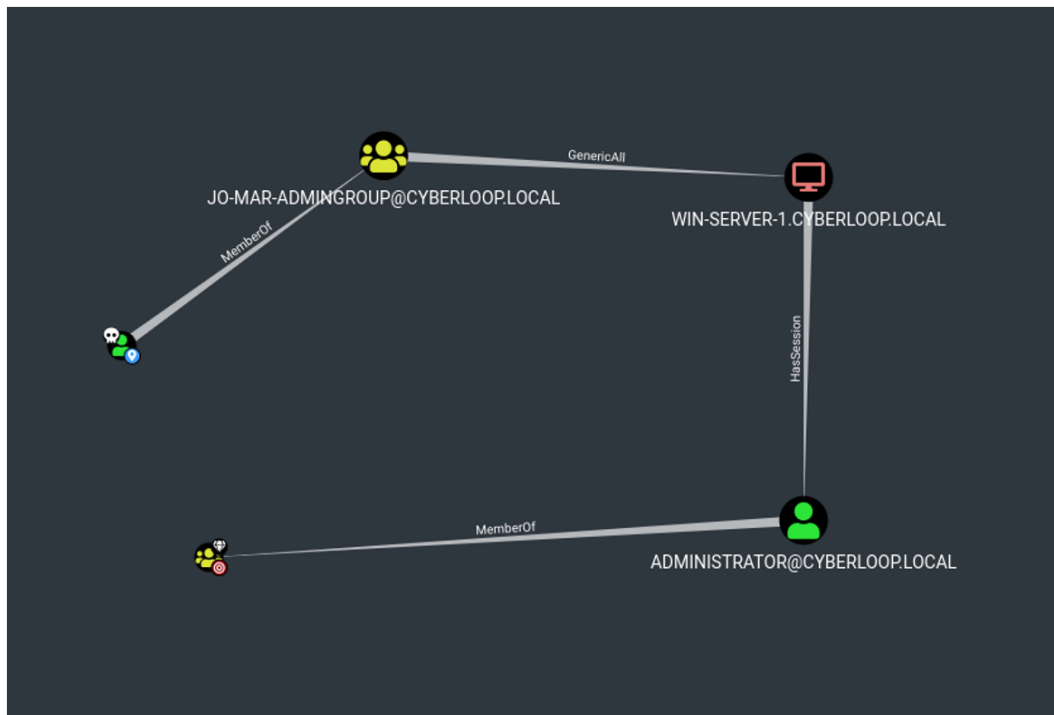 GenericAll
JO-MAR-ADMINGROUP@CYBERLOOP.LOCAL
WIN-SERVER-1.CYBERLOOP.LOCAL
MemberOf
HasSession
MemberOf
ADMINISTRATOR@CYBERLOOP.LOCAL